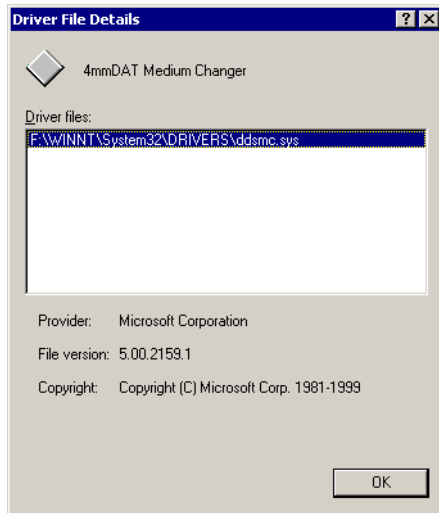 Driver File Details
4mmDAT Medium Changer
Driver files:
F:\WINNT\System32\DRIVERS\ddsmc.sys
Provider: Microsoft Corporation
File version: 5.00.2159.1
Copyright: Copyright (C) Microsoft Corp. 1981-1999
OK